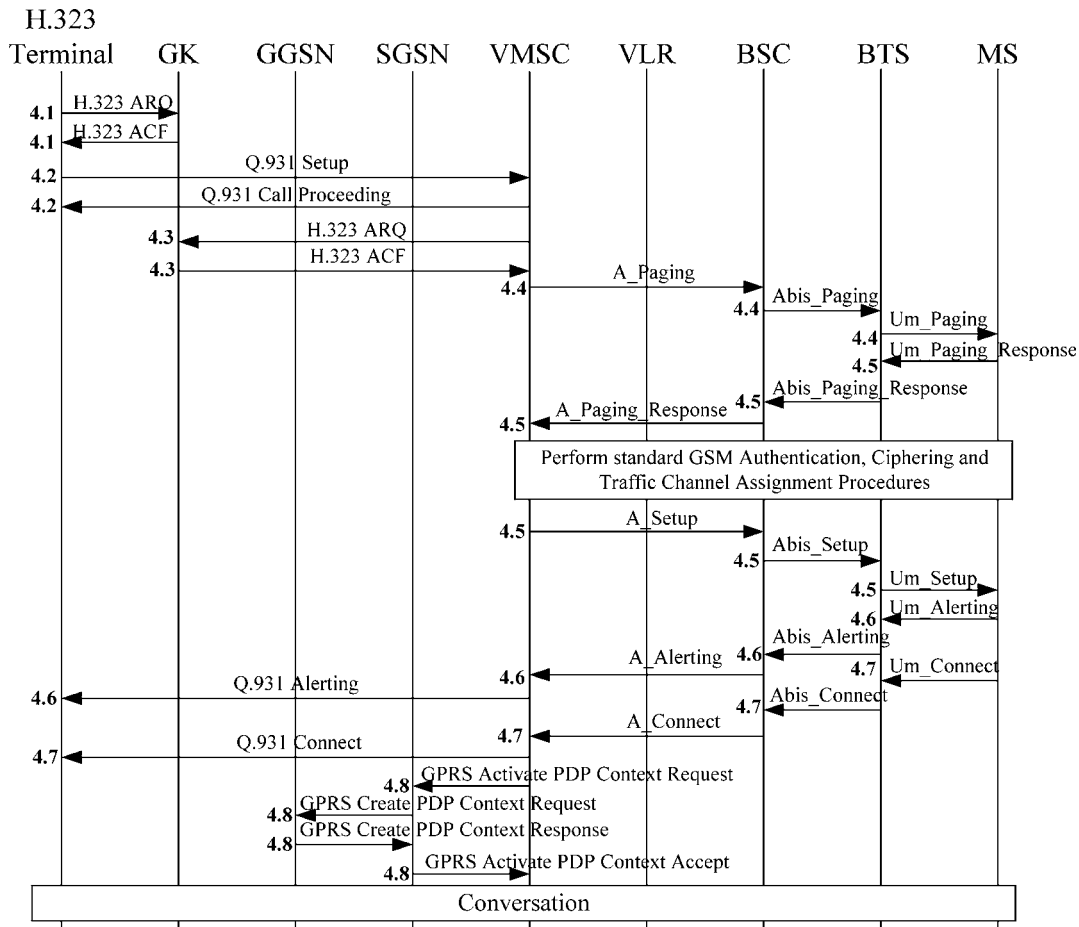 H.323
Terminal GK GGSN SGSN VMSC VLR BSC BTS MS
4.1 H.323 ARQ
4.1 H.323 ACF
4.2 Q.931 Setup
4.2 Q.931 Call Proceeding
4.3 H.323 ARQ
4.3 H.323 ACF
4.4 A_Paging
4.4 Abis_Paging
4.4 Um_Paging
4.5 Um_Paging_Response
4.5 Abis_Paging_Response
4.5 A_Paging_Response
Perform standard GSM Authentication, Ciphering and
Traffic Channel Assignment Procedures
4.5 A_Setup
4.5 Abis_Setup
4.5 Um_Setup
4.6 Um_Alerting
4.6 Abis_Alerting
4.6 A_Alerting
4.7 Um_Connect
4.6 Q.931 Alerting
4.7 Abis_Connect
4.7 A_Connect
4.7 Q.931 Connect
4.8 GPRS Activate PDP Context Request
4.8 GPRS Create PDP Context Request
4.8 GPRS Create PDP Context Response
4.8 GPRS Activate PDP Context Accept
Conversation